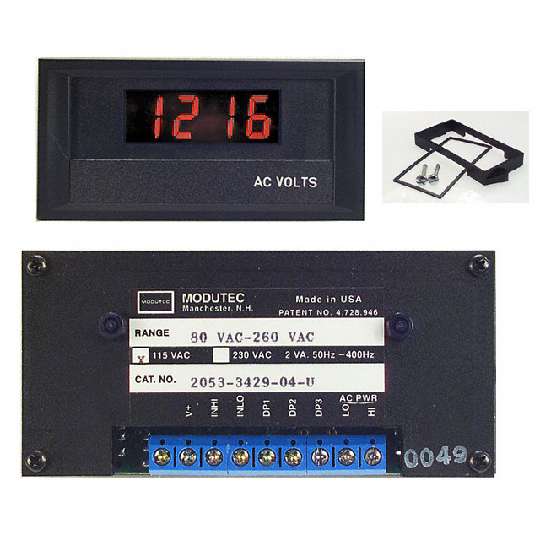 1216
AC VOLTS
MODUTEC
MODUTEC
Manchester, N.H.
Made in USA
PATENT NO. 4,728,946
RANGE 80 VAC-260 VAC
X 115 VAC 230 VAC 2 VA. 50Hz – 400Hz
CAT. NO. 2053-3429-04-U
AC PWR
V+ INHI INLO DP1 DP2 DP3 LO HI
0049